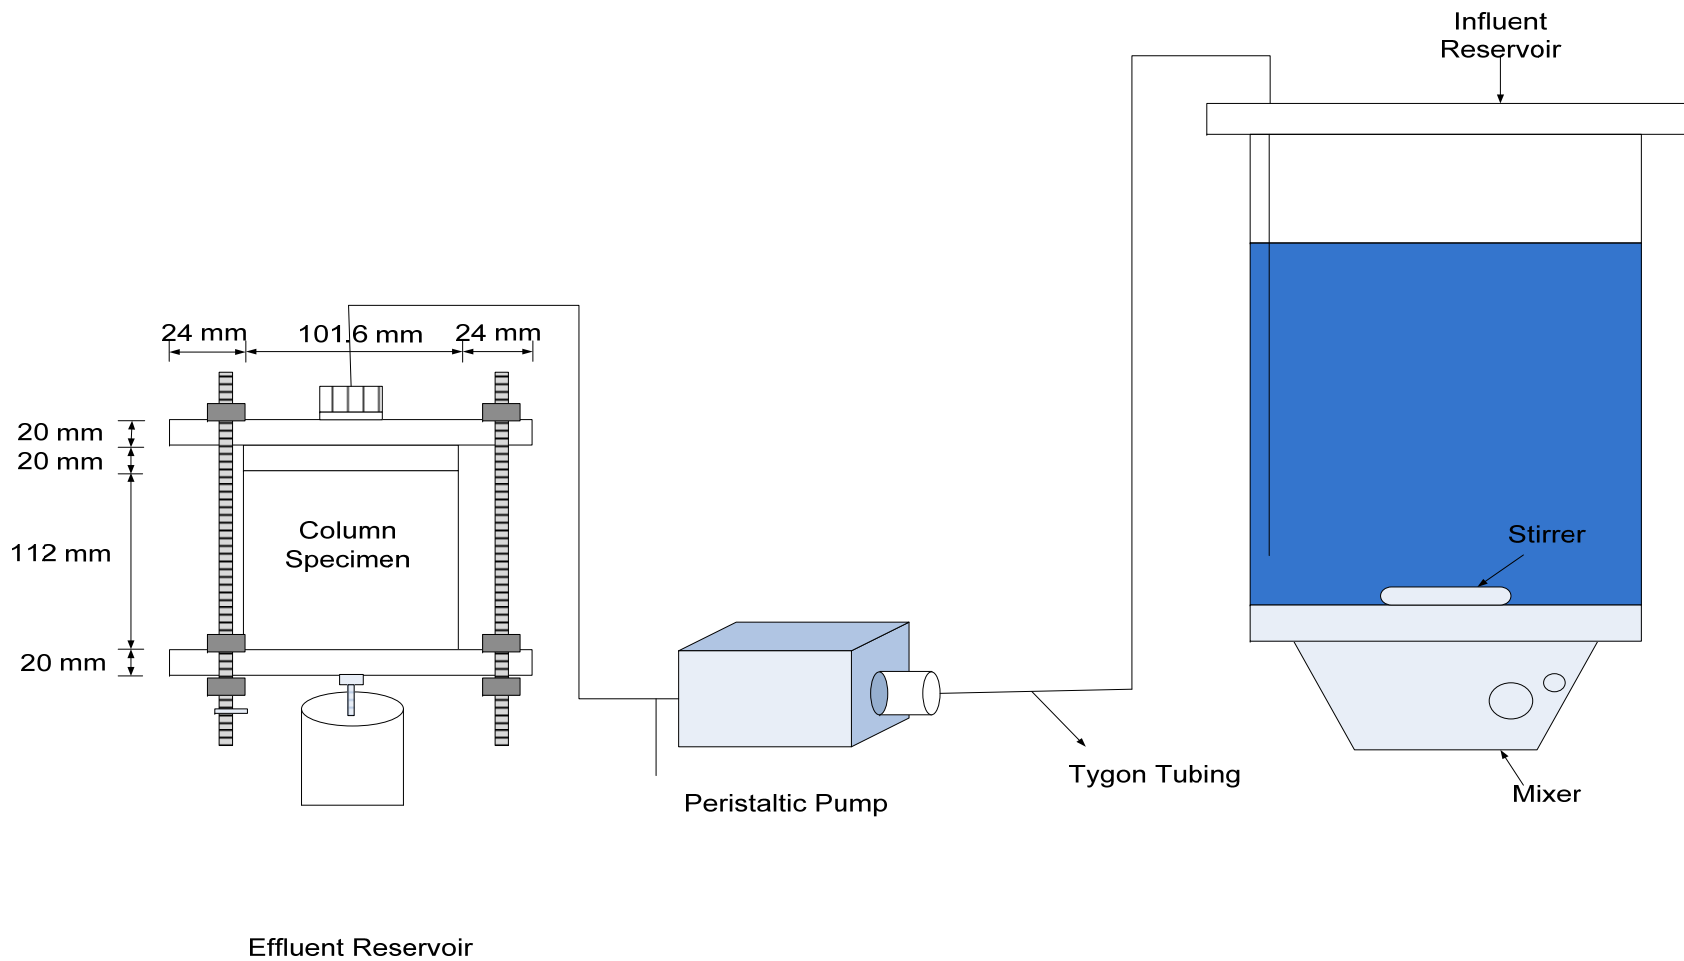 Influent
Reservoir
24 mm
101.6 mm
24 mm
20 mm
20 mm
Column
Specimen
112 mm
Stirrer
20 mm
Tygon Tubing
Peristaltic Pump
Mixer
Effluent Reservoir